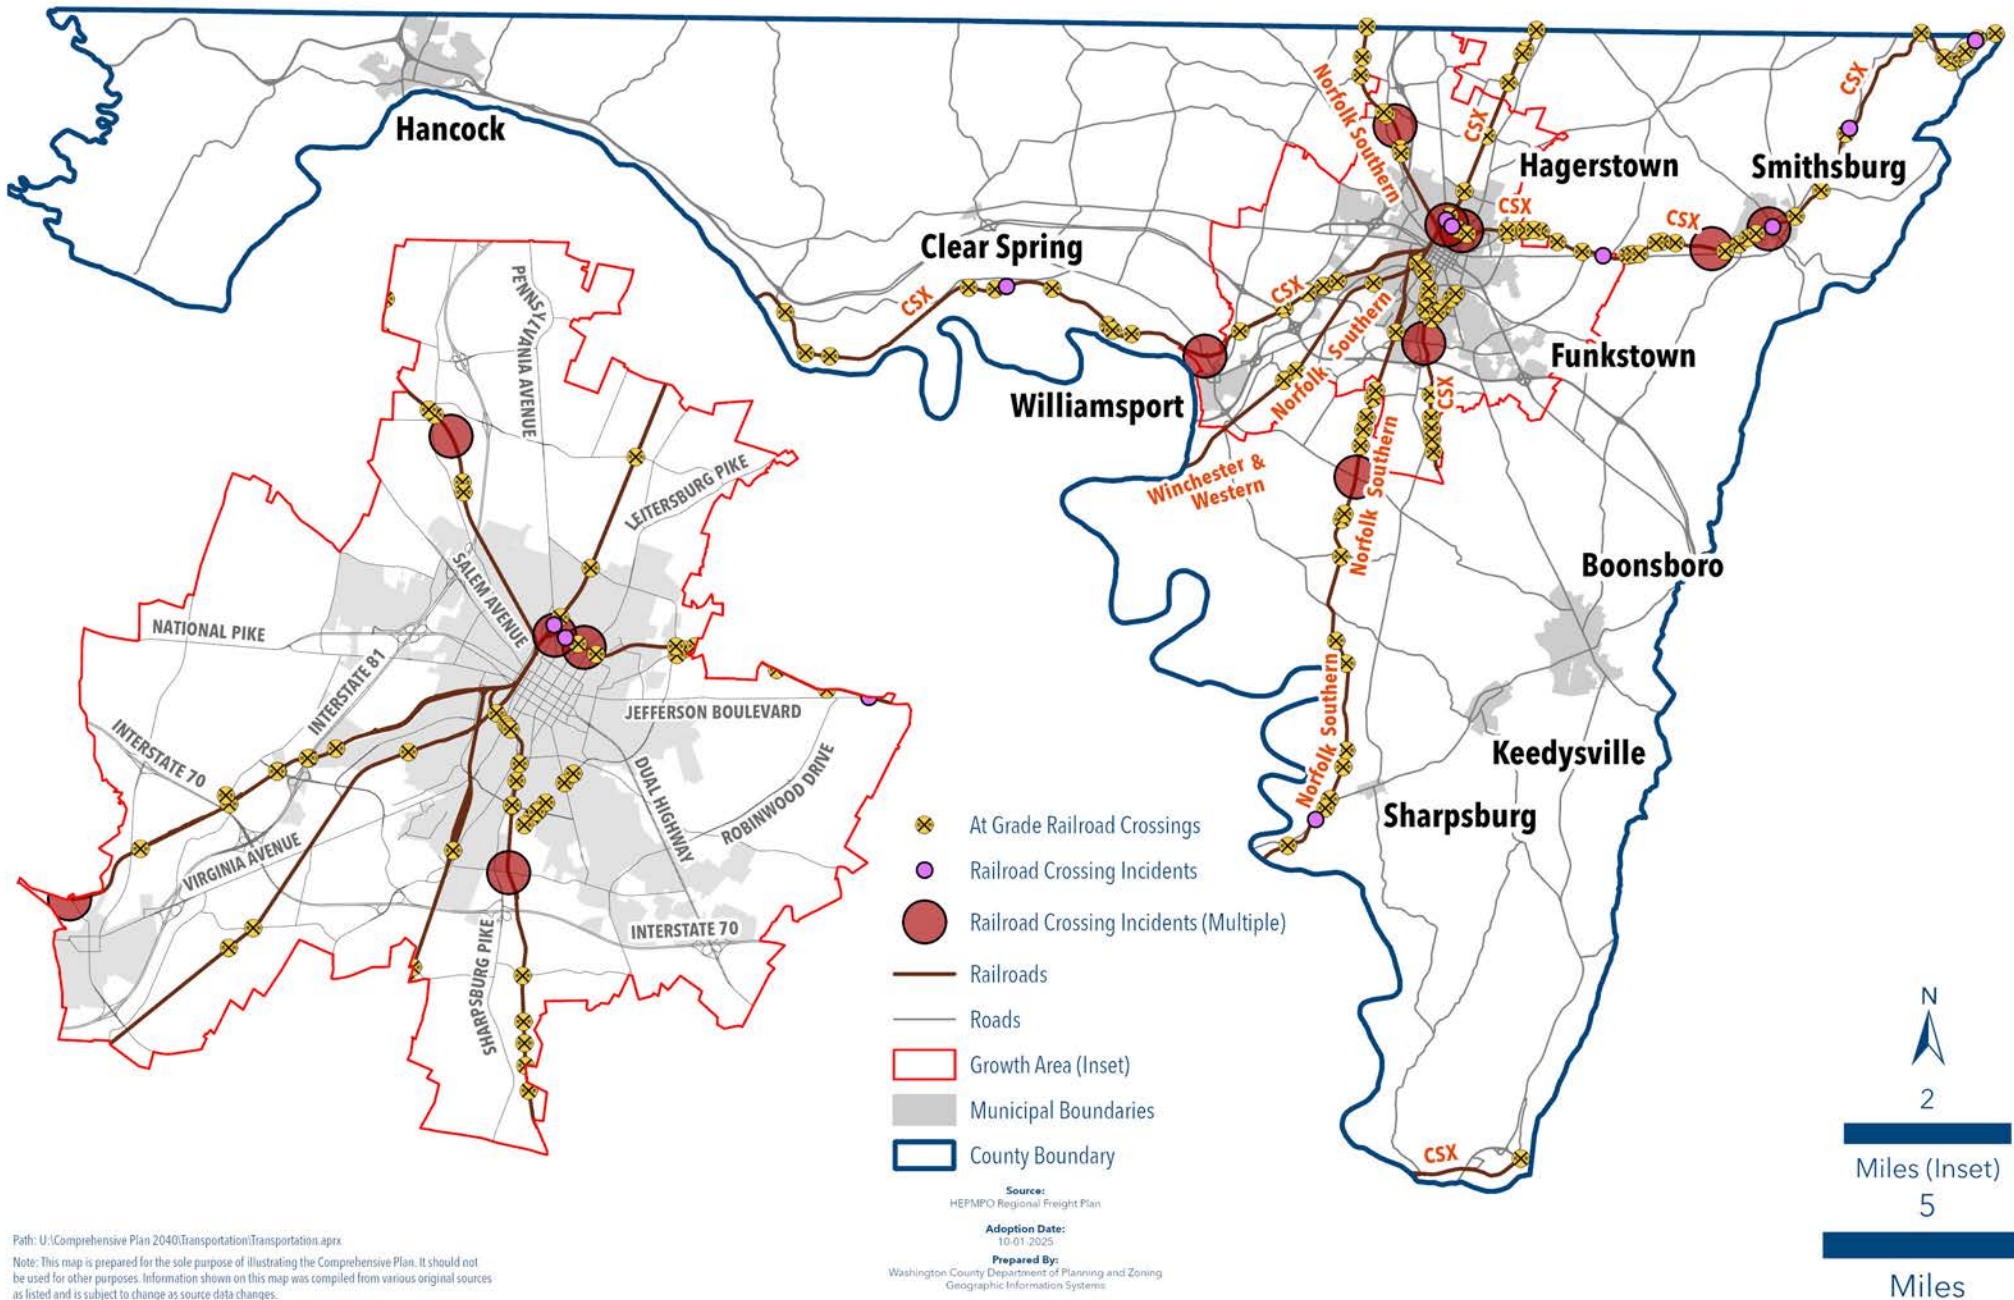 Hancock
Clear Spring
Williamsport
Hagerstown
Smithsburg
Funkstown
Boonsboro
Keedysville
Sharpsburg
Norfolk Southern
CSX
CSX
CSX
CSX
CSX
CSX
Norfolk Southern
CSX
Winchester &
Western
Norfolk Southern
Norfolk Southern
CSX
PENNSYLVANIA AVENUE
LEITERSBURG PIKE
SALEM AVENUE
NATIONAL PIKE
INTERSTATE 81
INTERSTATE 70
VIRGINIA AVENUE
JEFFERSON BOULEVARD
DUAL HIGHWAY
ROBINWOOD DRIVE
INTERSTATE 70
SHARPSBURG PIKE
At Grade Railroad Crossings
Railroad Crossing Incidents
Railroad Crossing Incidents (Multiple)
Railroads
Roads
Growth Area (Inset)
Municipal Boundaries
County Boundary
Source:
HEPMPO Regional Freight Plan
Adoption Date:
10-01-2025
Prepared By:
Washington County Department of Planning and Zoning
Geographic Information Systems
N
2
Miles (Inset)
5
Miles
Path: U:\Comprehensive Plan 2040\Transportation\Transportation.aprx
Note: This map is prepared for the sole purpose of illustrating the Comprehensive Plan. It should not
be used for other purposes. Information shown on this map was compiled from various original sources
as listed and is subject to change as source data changes.